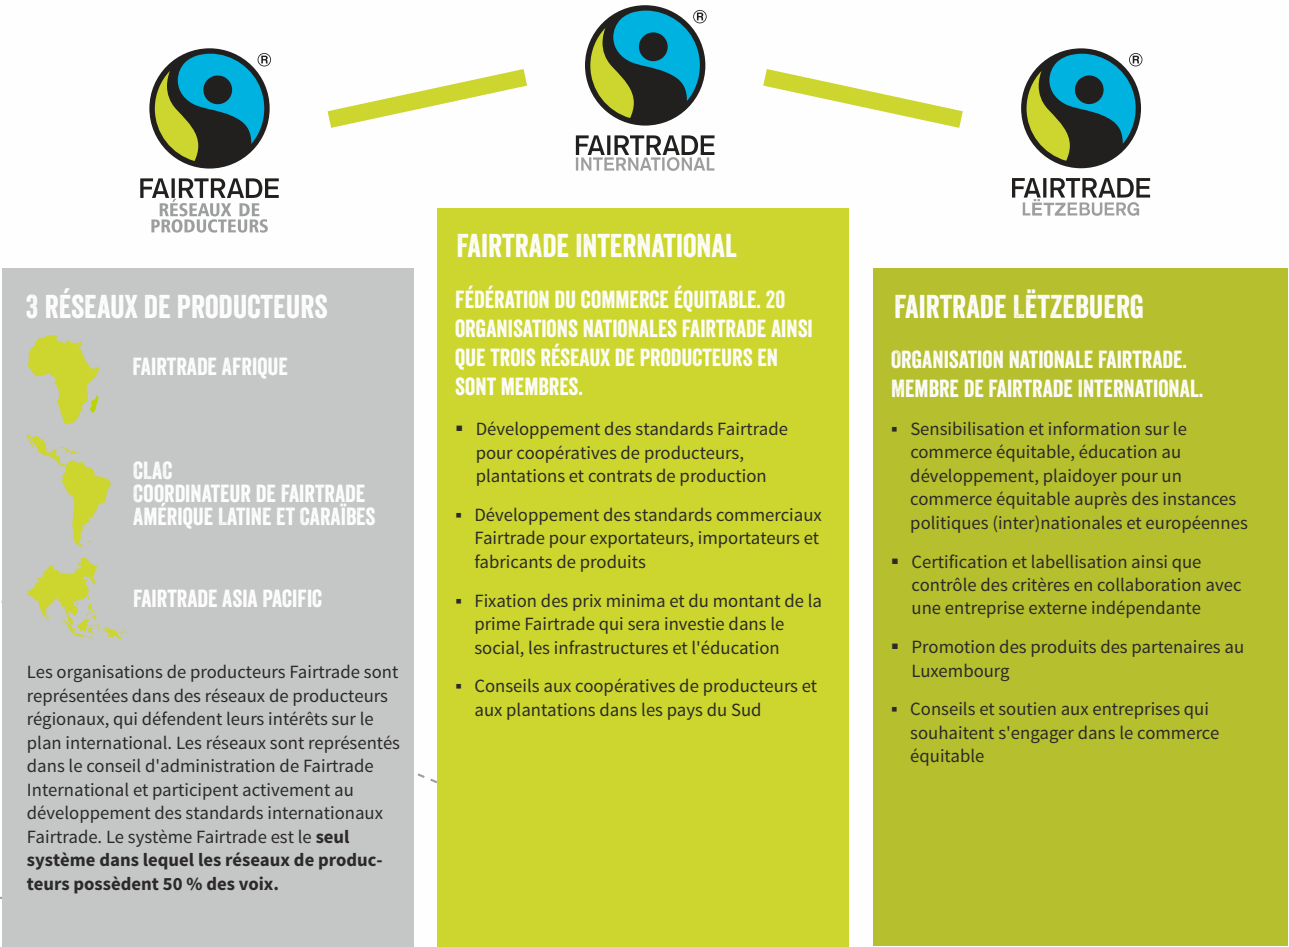 ®
FAIRTRADE
RÉSEAUX DE
PRODUCTEURS
®
FAIRTRADE
INTERNATIONAL
®
FAIRTRADE
LËTZEBUERG
3 RÉSEAUX DE PRODUCTEURS
FAIRTRADE AFRIQUE
CLAC
COORDINATEUR DE FAIRTRADE
AMÉRIQUE LATINE ET CARAÏBES
FAIRTRADE ASIA PACIFIC
Les organisations de producteurs Fairtrade sont
représentées dans des réseaux de producteurs
régionaux, qui défendent leurs intérêts sur le
plan international. Les réseaux sont représentés
dans le conseil d'administration de Fairtrade
International et participent activement au
développement des standards internationaux
Fairtrade. Le système Fairtrade est le seul
système dans lequel les réseaux de produc-
teurs possèdent 50 % des voix.
FAIRTRADE INTERNATIONAL
FÉDÉRATION DU COMMERCE ÉQUITABLE. 20
ORGANISATIONS NATIONALES FAIRTRADE AINSI
QUE TROIS RÉSEAUX DE PRODUCTEURS EN
SONT MEMBRES.
▪ Développement des standards Fairtrade
pour coopératives de producteurs,
plantations et contrats de production
▪ Développement des standards commerciaux
Fairtrade pour exportateurs, importateurs et
fabricants de produits
▪ Fixation des prix minima et du montant de la
prime Fairtrade qui sera investie dans le
social, les infrastructures et l'éducation
▪ Conseils aux coopératives de producteurs et
aux plantations dans les pays du Sud
FAIRTRADE LËTZEBUERG
ORGANISATION NATIONALE FAIRTRADE.
MEMBRE DE FAIRTRADE INTERNATIONAL.
▪ Sensibilisation et information sur le
commerce équitable, éducation au
développement, plaidoyer pour un
commerce équitable auprès des instances
politiques (inter)nationales et européennes
▪ Certification et labellisation ainsi que
contrôle des critères en collaboration avec
une entreprise externe indépendante
▪ Promotion des produits des partenaires au
Luxembourg
▪ Conseils et soutien aux entreprises qui
souhaitent s'engager dans le commerce
équitable